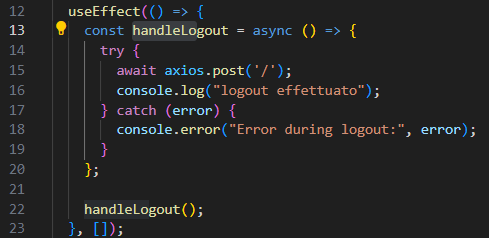 12 useEffect(() => {
13   const handleLogout = async () => {
14     try {
15       await axios.post('/');
16       console.log("logout effettuato");
17     } catch (error) {
18       console.error("Error during logout:", error);
19     }
20   };
21
22   handleLogout();
23 }, []);